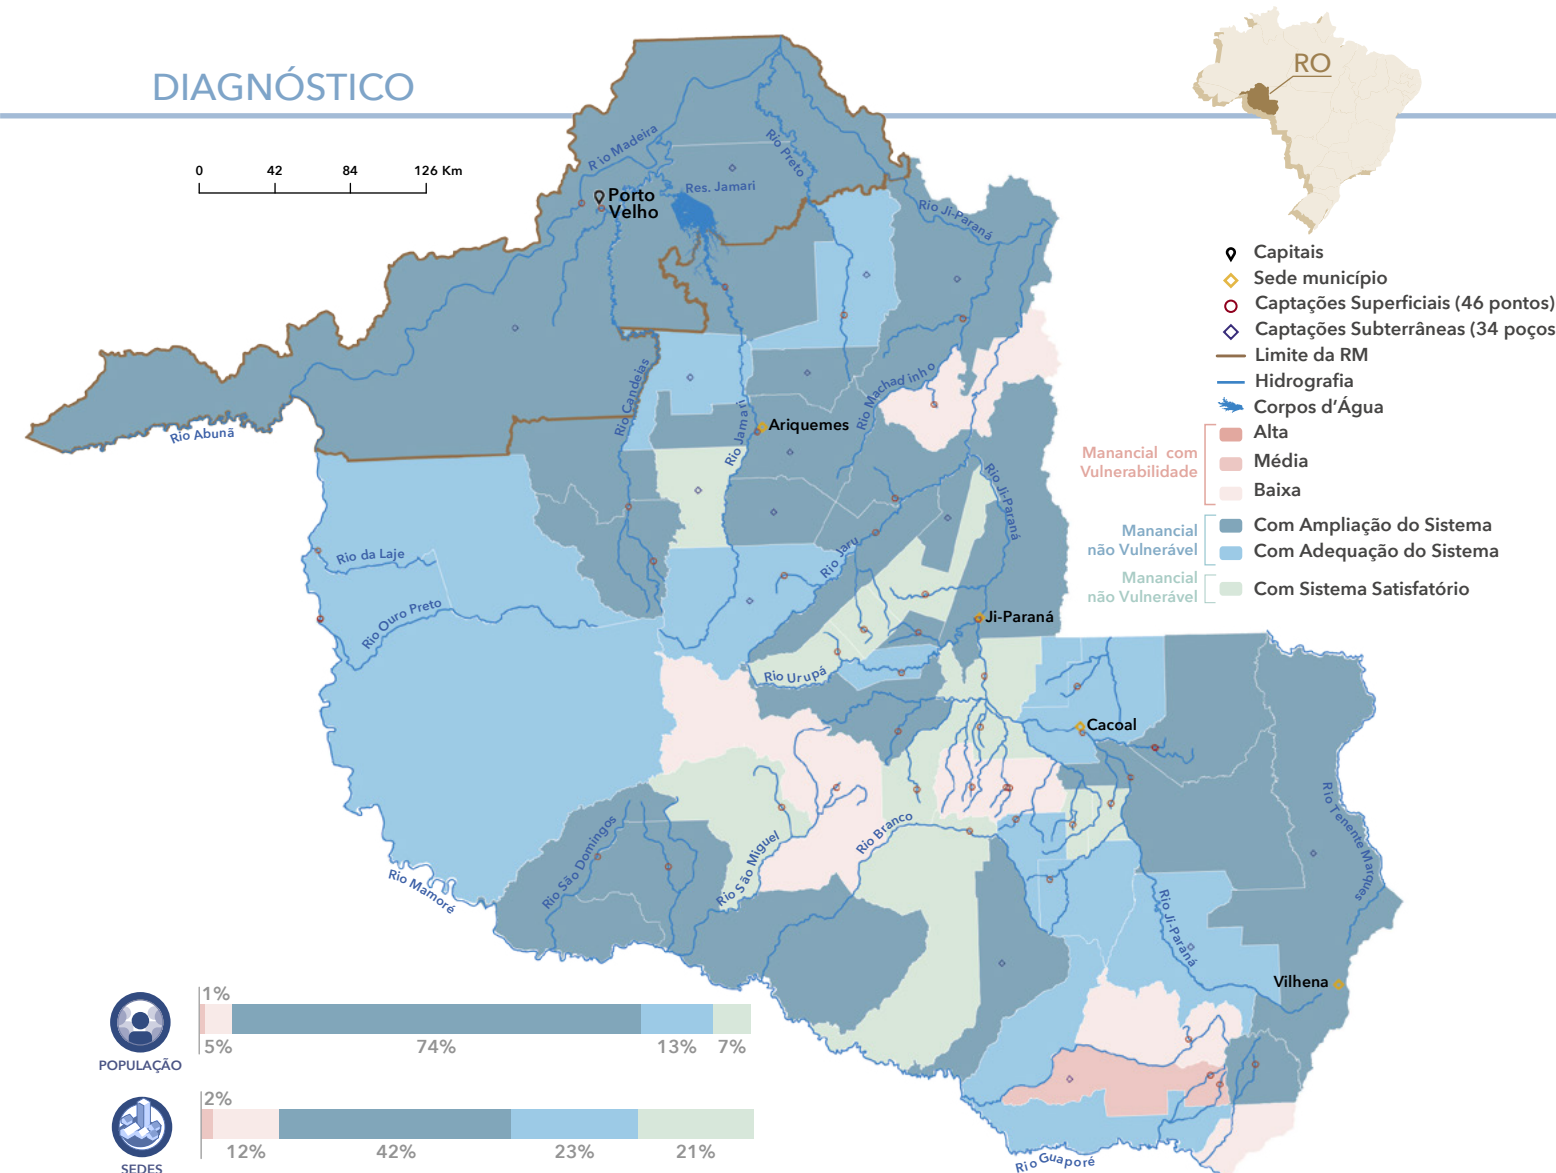 DIAGNÓSTICO
RO
0 42 84 126 Km
Rio Madeira
Rio Preto
Res. Jamari
Porto
Velho
Rio Ji-Paraná
Capitais
Sede município
Captações Superficiais (46 pontos)
Captações Subterrâneas (34 poços
Limite da RM
Hidrografia
Corpos d'Água
Manancial com
Vulnerabilidade
Alta
Média
Baixa
Manancial
não Vulnerável
Com Ampliação do Sistema
Com Adequação do Sistema
Manancial
não Vulnerável
Com Sistema Satisfatório
Rio Abunã
Rio Candeias
Rio Jamari
Rio Machadinho
Ariquemes
Rio Ji-Paraná
Rio da Laje
Rio Jaru
Rio Ouro Preto
Ji-Paraná
Rio Urupá
Cacoal
Rio Tenente Marques
Rio São Domingos
Rio São Miguel
Rio Branco
Rio Mamoré
Rio Ji-Paraná
Vilhena
Rio Guaporé
POPULAÇÃO
1%
5% 74% 13% 7%
SEDES
2%
12% 42% 23% 21%